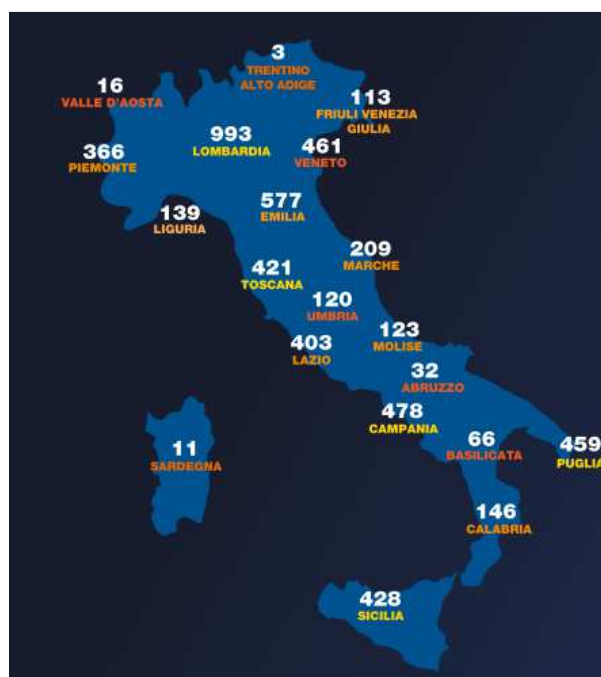 3
TRENTINO
ALTO ADIGE
16
VALLE D'AOSTA
113
FRIULI VENEZIA
GIULIA
993
LOMBARDIA
461
VENETO
366
PIEMONTE
577
EMILIA
139
LIGURIA
209
MARCHE
421
TOSCANA
120
UMBRIA
123
MOLISE
403
LAZIO
32
ABRUZZO
478
CAMPANIA
66
BASILICATA
459
PUGLIA
11
SARDEGNA
146
CALABRIA
428
SICILIA